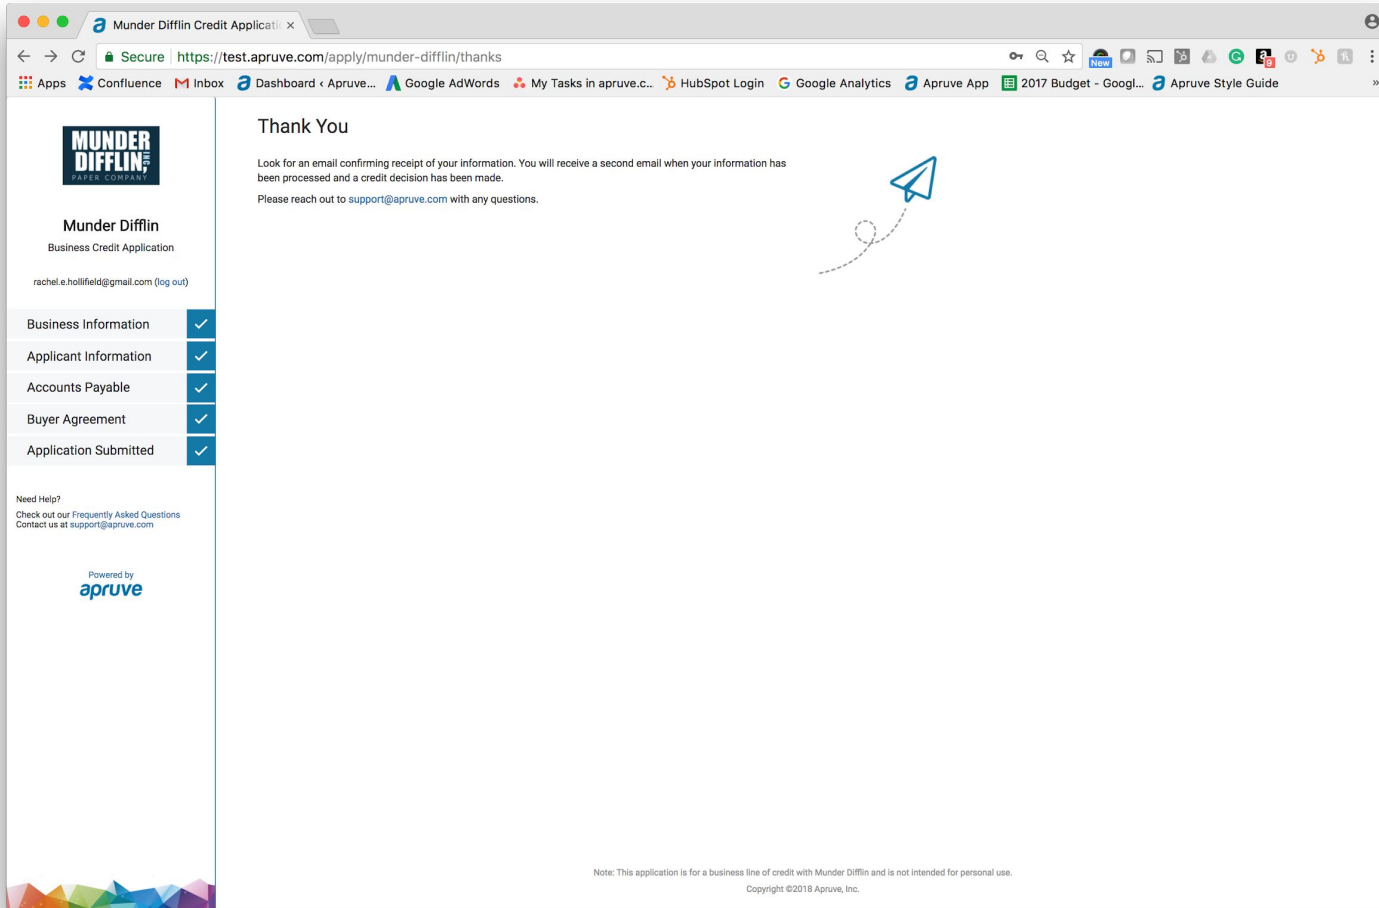 Munder Difflin Credit Applicatio
Secure https://test.apruve.com/apply/munder-difflin/thanks
New
9
Apps Confluence Inbox Dashboard ‹ Apruve... Google AdWords My Tasks in apruve.c... HubSpot Login Google Analytics Apruve App 2017 Budget - Googl... Apruve Style Guide »
MUNDER
DIFFLIN, INC
PAPER COMPANY
Munder Difflin
Business Credit Application
rachel.e.hollifield@gmail.com (log out)
Business Information
Applicant Information
Accounts Payable
Buyer Agreement
Application Submitted
Need Help?
Check out our Frequently Asked Questions
Contact us at support@apruve.com
Powered by
apruve
Thank You
Look for an email confirming receipt of your information. You will receive a second email when your information has
been processed and a credit decision has been made.
Please reach out to support@apruve.com with any questions.
Note: This application is for a business line of credit with Munder Difflin and is not intended for personal use.
Copyright ©2018 Apruve, Inc.